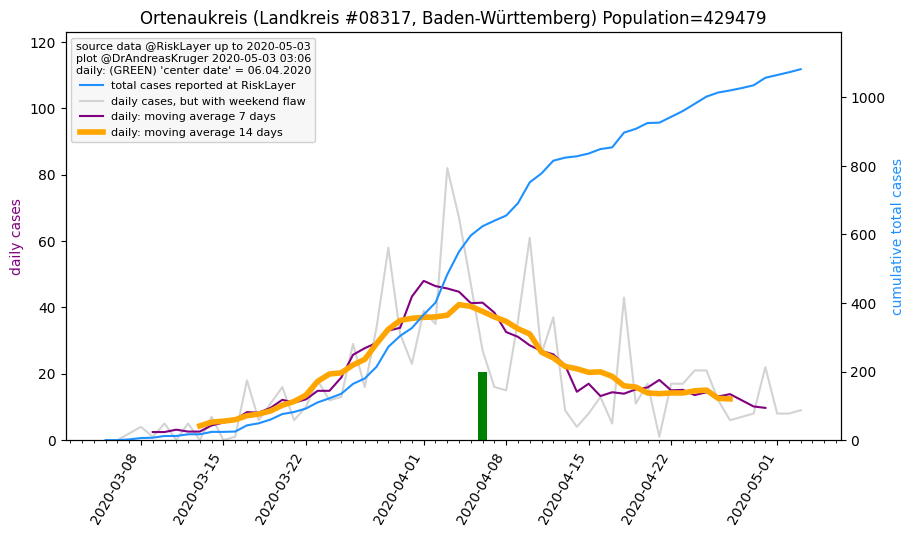 Ortenaukreis (Landkreis #08317, Baden-Württemberg) Population=429479
source data @RiskLayer up to 2020-05-03
plot @DrAndreasKruger 2020-05-03 03:06
daily: (GREEN) 'center date' = 06.04.2020
total cases reported at RiskLayer
daily cases, but with weekend flaw
daily: moving average 7 days
daily: moving average 14 days
daily cases
120
100
80
60
40
20
0
cumulative total cases
1000
800
600
400
200
0
2020-03-08
2020-03-15
2020-03-22
2020-04-01
2020-04-08
2020-04-15
2020-04-22
2020-05-01